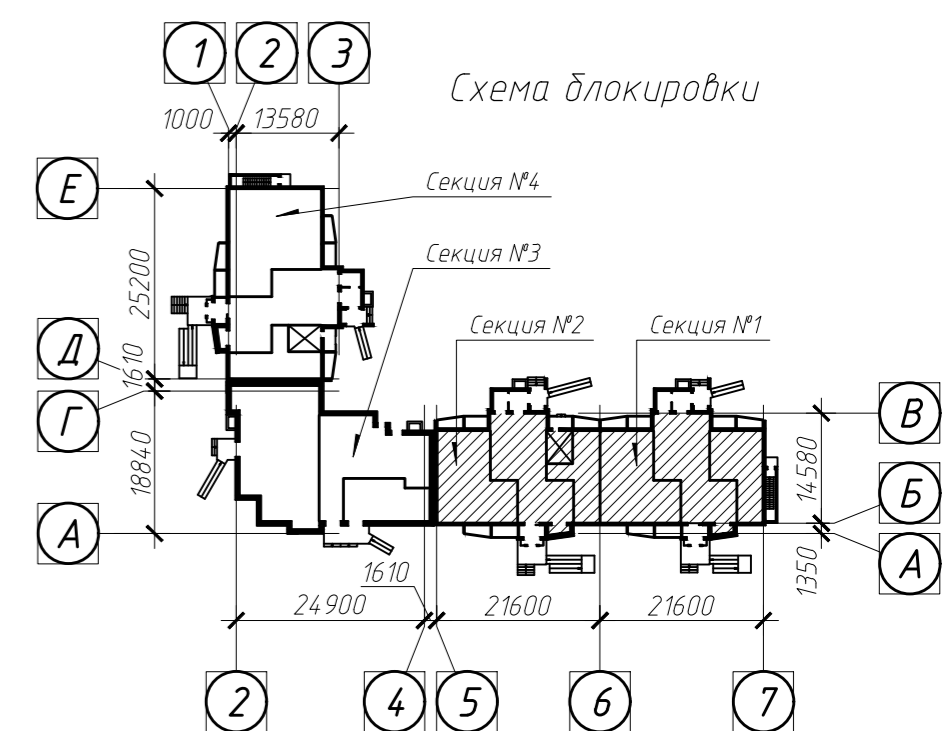 1 2 3
Схема блокировки
1000 13580
Е
Секция №4
25200
Секция №3
Секция №2 Секция №1
Д
1610
Г
В
18840
14580
Б
А
А
1350
1610
24900 21600 21600
2 4 5 6 7